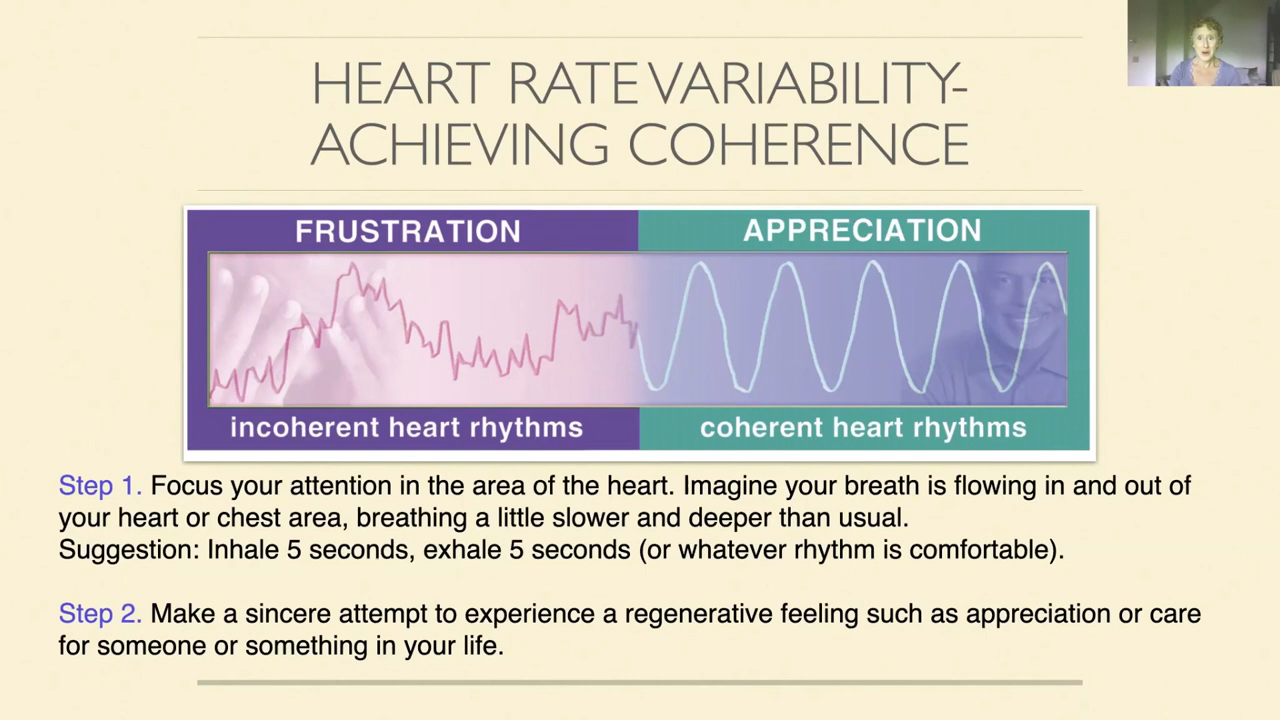 HEART RATE VARIABILITY-
ACHIEVING COHERENCE
FRUSTRATION
APPRECIATION
incoherent heart rhythms
coherent heart rhythms
Step 1. Focus your attention in the area of the heart. Imagine your breath is flowing in and out of
your heart or chest area, breathing a little slower and deeper than usual.
Suggestion: Inhale 5 seconds, exhale 5 seconds (or whatever rhythm is comfortable).
Step 2. Make a sincere attempt to experience a regenerative feeling such as appreciation or care
for someone or something in your life.